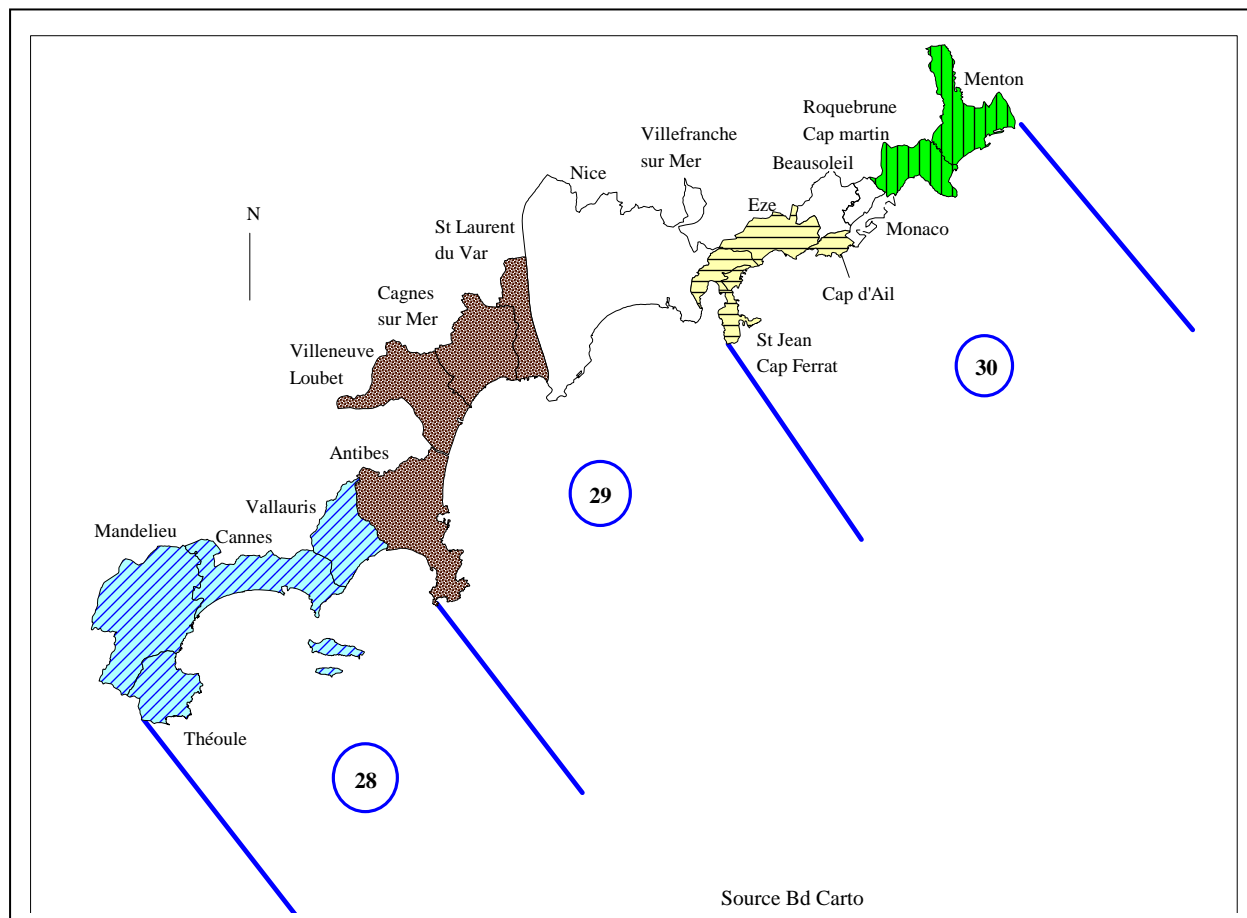 Menton
Roquebrune
Cap martin
Villefranche
sur Mer
Beausoleil
Nice
Eze
N
St Laurent
du Var
Monaco
Cap d'Ail
Cagnes
sur Mer
St Jean
Cap Ferrat
Villeneuve
Loubet
30
Antibes
29
Vallauris
Mandelieu
Cannes
Théoule
28
Source Bd Carto